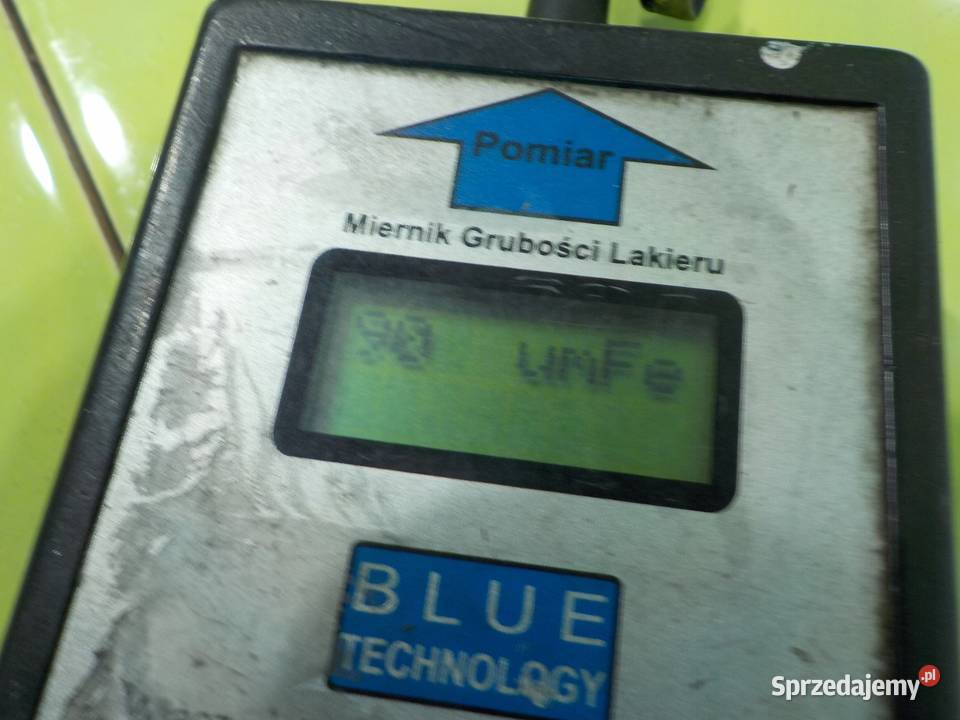 Pomiar
Miernik Grubości Lakieru
90 umFe
BLUE
TECHNOLOGY
Sprzedajemy.pl